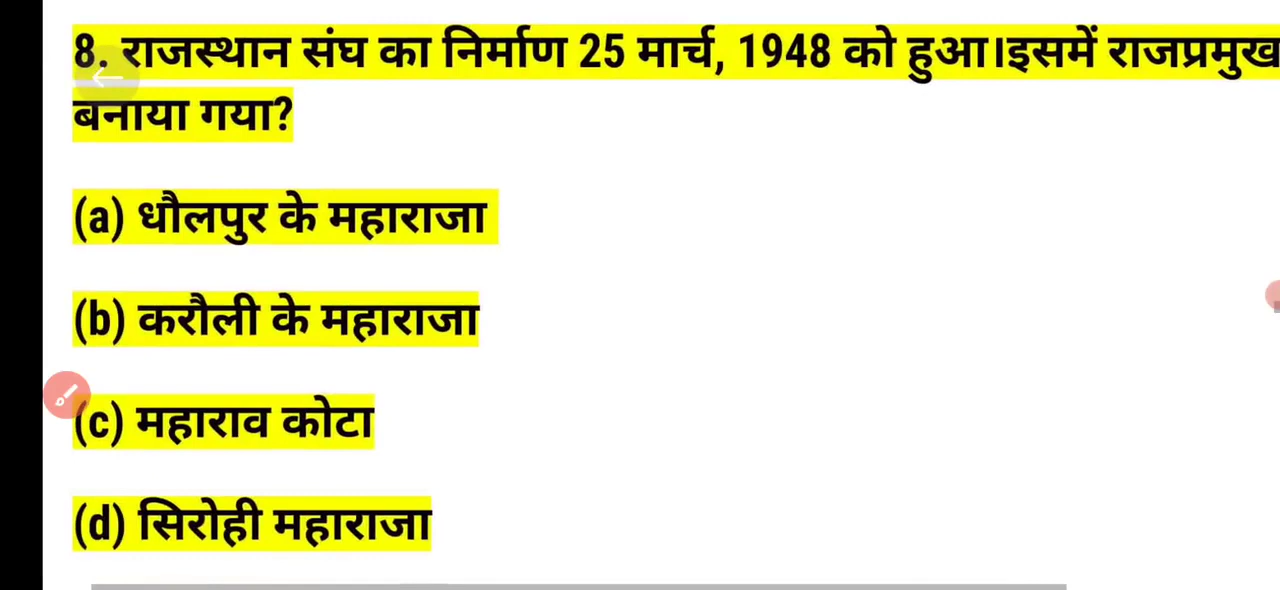 8. राजस्थान संघ का निर्माण 25 मार्च, 1948 को हुआ।इसमें राजप्रमुख
बनाया गया?
(a) धौलपुर के महाराजा
(b) करौली के महाराजा
(c) महाराव कोटा
(d) सिरोही महाराजा